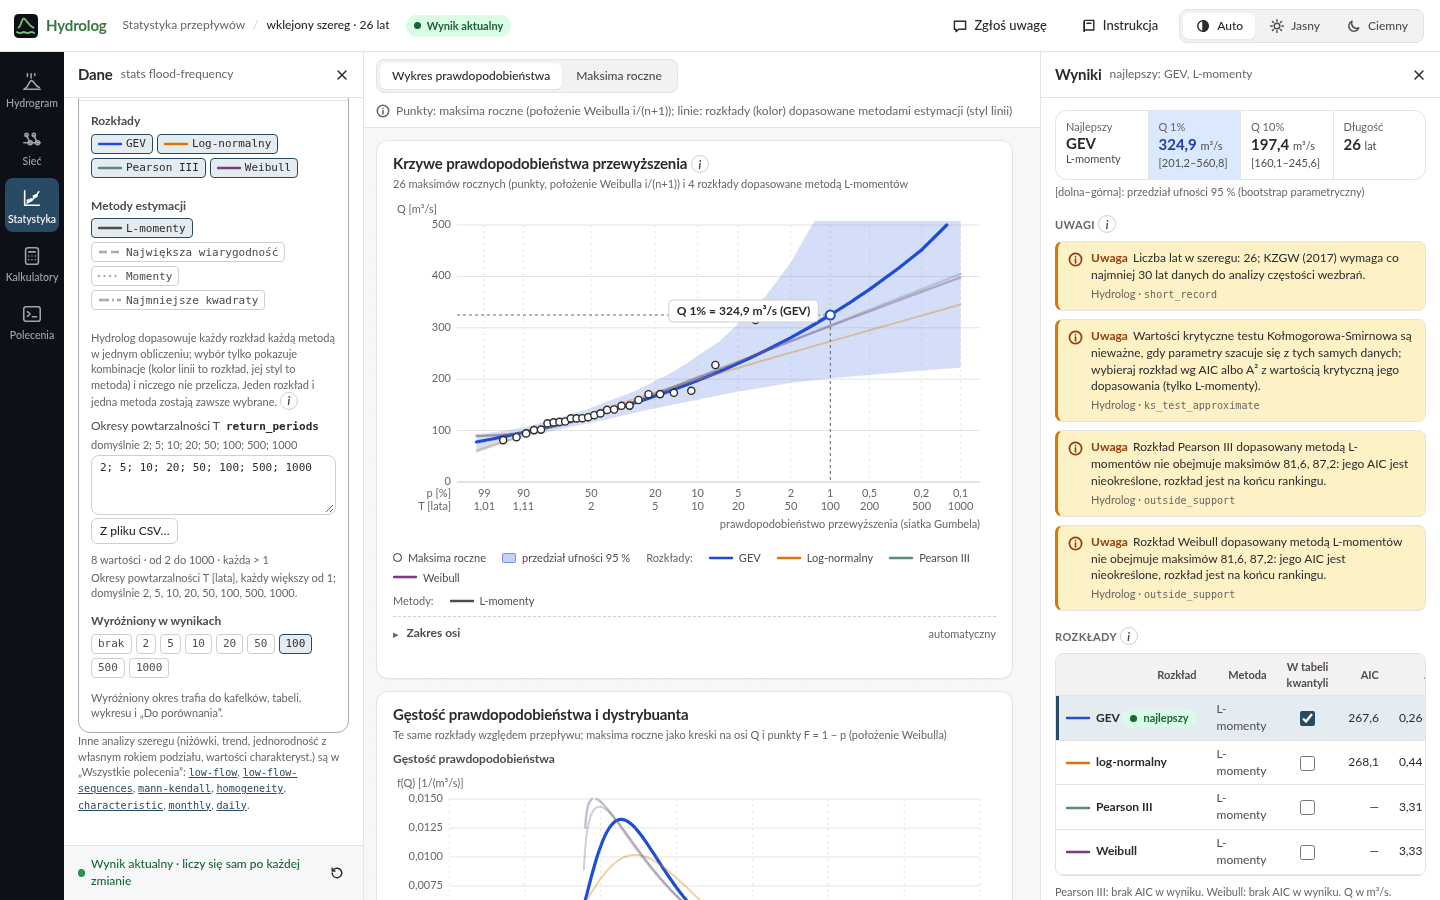 Hydrolog
Statystyka przepływów / wklejony szereg · 26 lat
Wynik aktualny
Zgłoś uwagę
Instrukcja
Auto
Jasny
Ciemny
Hydrogram
Sieć
Statystyka
Kalkulatory
Polecenia
Dane stats flood-frequency
Rozkłady
GEV
Log-normalny
Pearson III
Weibull
Metody estymacji
L-momenty
Największa wiarygodność
Momenty
Najmniejsze kwadraty
Hydrolog dopasowuje każdy rozkład każdą metodą
w jednym obliczeniu; wybór tylko pokazuje
kombinacje (kolor linii to rozkład, jej styl to
metoda) i niczego nie przelicza. Jeden rozkład i
jedna metoda zostają zawsze wybrane. i
Okresy powtarzalności T return_periods
domyślnie 2; 5; 10; 20; 50; 100; 500; 1000
2; 5; 10; 20; 50; 100; 500; 1000
Z pliku CSV…
8 wartości · od 2 do 1000 · każda > 1
Okresy powtarzalności T [lata], każdy większy od 1;
domyślnie 2, 5, 10, 20, 50, 100, 500, 1000.
Wyróżniony w wynikach
brak 2 5 10 20 50 100
500 1000
Wyróżniony okres trafia do kafelków, tabeli,
wykresu i „Do porównania”.
Inne analizy szeregu (niżówki, trend, jednorodność z
własnym rokiem podziału, wartości charakteryst.) są w
„Wszystkie polecenia”: low-flow, low-flow-
sequences, mann-kendall, homogeneity,
characteristic, monthly, daily.
Wynik aktualny · liczy się sam po każdej
zmianie
Wykres prawdopodobieństwa
Maksima roczne
Punkty: maksima roczne (położenie Weibulla i/(n+1)); linie: rozkłady (kolor) dopasowane metodami estymacji (styl linii)
Krzywe prawdopodobieństwa przewyższenia i
26 maksimów rocznych (punkty, położenie Weibulla i/(n+1)) i 4 rozkłady dopasowane metodą L-momentów
Q [m³/s]
500
400
300
200
100
0
Q 1% = 324,9 m³/s (GEV)
p [%] 99 90 50 20 10 5 2 1 0,5 0,2 0,1
T [lata] 1,01 1,11 2 5 10 20 50 100 200 500 1000
prawdopodobieństwo przewyższenia (siatka Gumbela)
Maksima roczne przedział ufności 95 % Rozkłady: GEV Log-normalny Pearson III
Weibull
Metody: L-momenty
Zakres osi automatyczny
Gęstość prawdopodobieństwa i dystrybuanta
Te same rozkłady względem przepływu; maksima roczne jako kreski na osi Q i punkty F = 1 – p (położenie Weibulla)
Gęstość prawdopodobieństwa
f(Q) [1/(m³/s)]
0,0150
0,0125
0,0100
0,0075
Wyniki najlepszy: GEV, L-momenty
Najlepszy
GEV
L-momenty
Q 1%
324,9 m³/s
[201,2–560,8]
Q 10%
197,4 m³/s
[160,1–245,6]
Długość
26 lat
[dolna–górna]: przedział ufności 95 % (bootstrap parametryczny)
UWAGI i
Uwaga Liczba lat w szeregu: 26; KZGW (2017) wymaga co
najmniej 30 lat danych do analizy częstości wezbrań.
Hydrolog · short_record
Uwaga Wartości krytyczne testu Kołmogorowa-Smirnowa są
nieważne, gdy parametry szacuje się z tych samych danych;
wybieraj rozkład wg AIC albo A² z wartością krytyczną jego
dopasowania (tylko L-momenty).
Hydrolog · ks_test_approximate
Uwaga Rozkład Pearson III dopasowany metodą L-
momentów nie obejmuje maksimów 81,6, 87,2: jego AIC jest
nieokreślone, rozkład jest na końcu rankingu.
Hydrolog · outside_support
Uwaga Rozkład Weibull dopasowany metodą L-momentów
nie obejmuje maksimów 81,6, 87,2: jego AIC jest
nieokreślone, rozkład jest na końcu rankingu.
Hydrolog · outside_support
ROZKŁADY i
Rozkład Metoda W tabeli kwantyli AIC
GEV najlepszy L-momenty 267,6 0,26
log-normalny L-momenty 268,1 0,44
Pearson III L-momenty — 3,31
Weibull L-momenty — 3,33
Pearson III: brak AIC w wyniku. Weibull: brak AIC w wyniku. Q w m³/s.